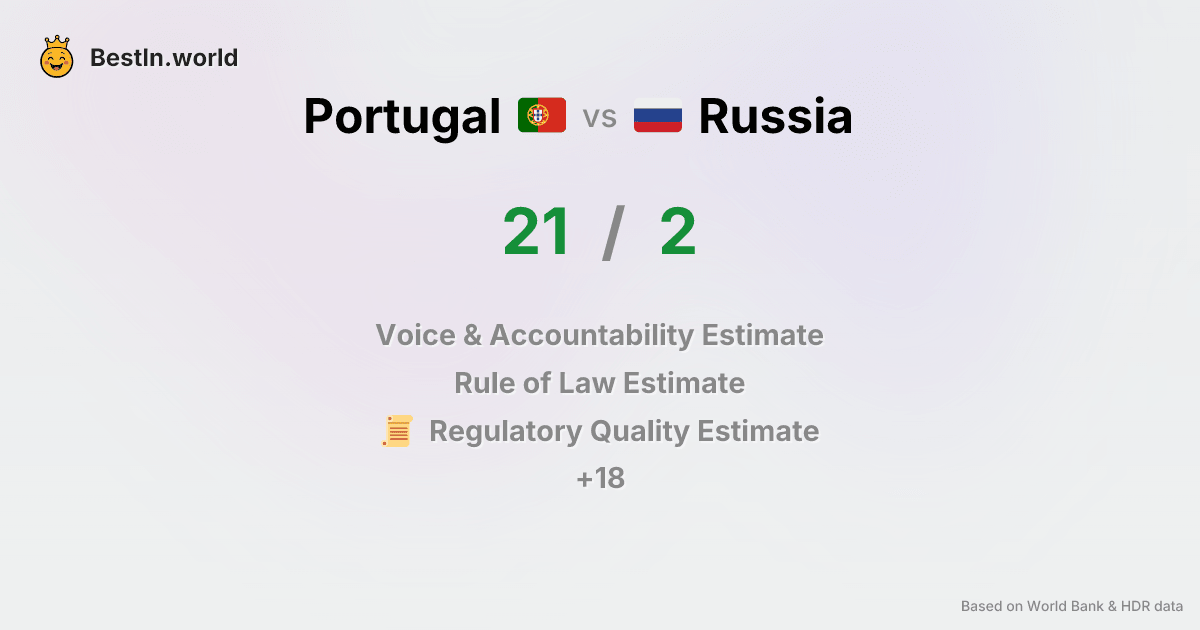 BestIn.world
Portugal vs Russia
21 / 2
Voice & Accountability Estimate
Rule of Law Estimate
Regulatory Quality Estimate
+18
Based on World Bank & HDR data